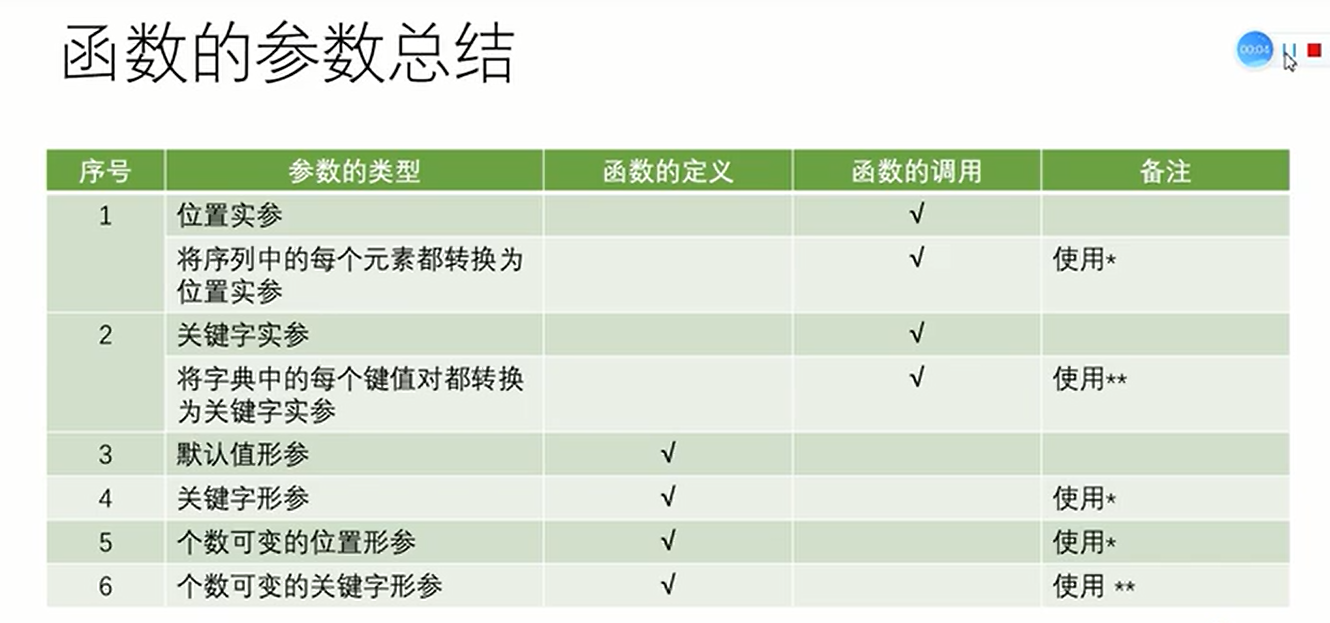 函数的参数总结
00:04
序号 参数的类型 函数的定义 函数的调用 备注
1 位置实参 √
将序列中的每个元素都转换为 √ 使用*
位置实参
2 关键字实参 √
将字典中的每个键值对都转换 √ 使用**
为关键字实参
3 默认值形参 √
4 关键字形参 √ 使用*
5 个数可变的位置形参 √ 使用*
6 个数可变的关键字形参 √ 使用 **